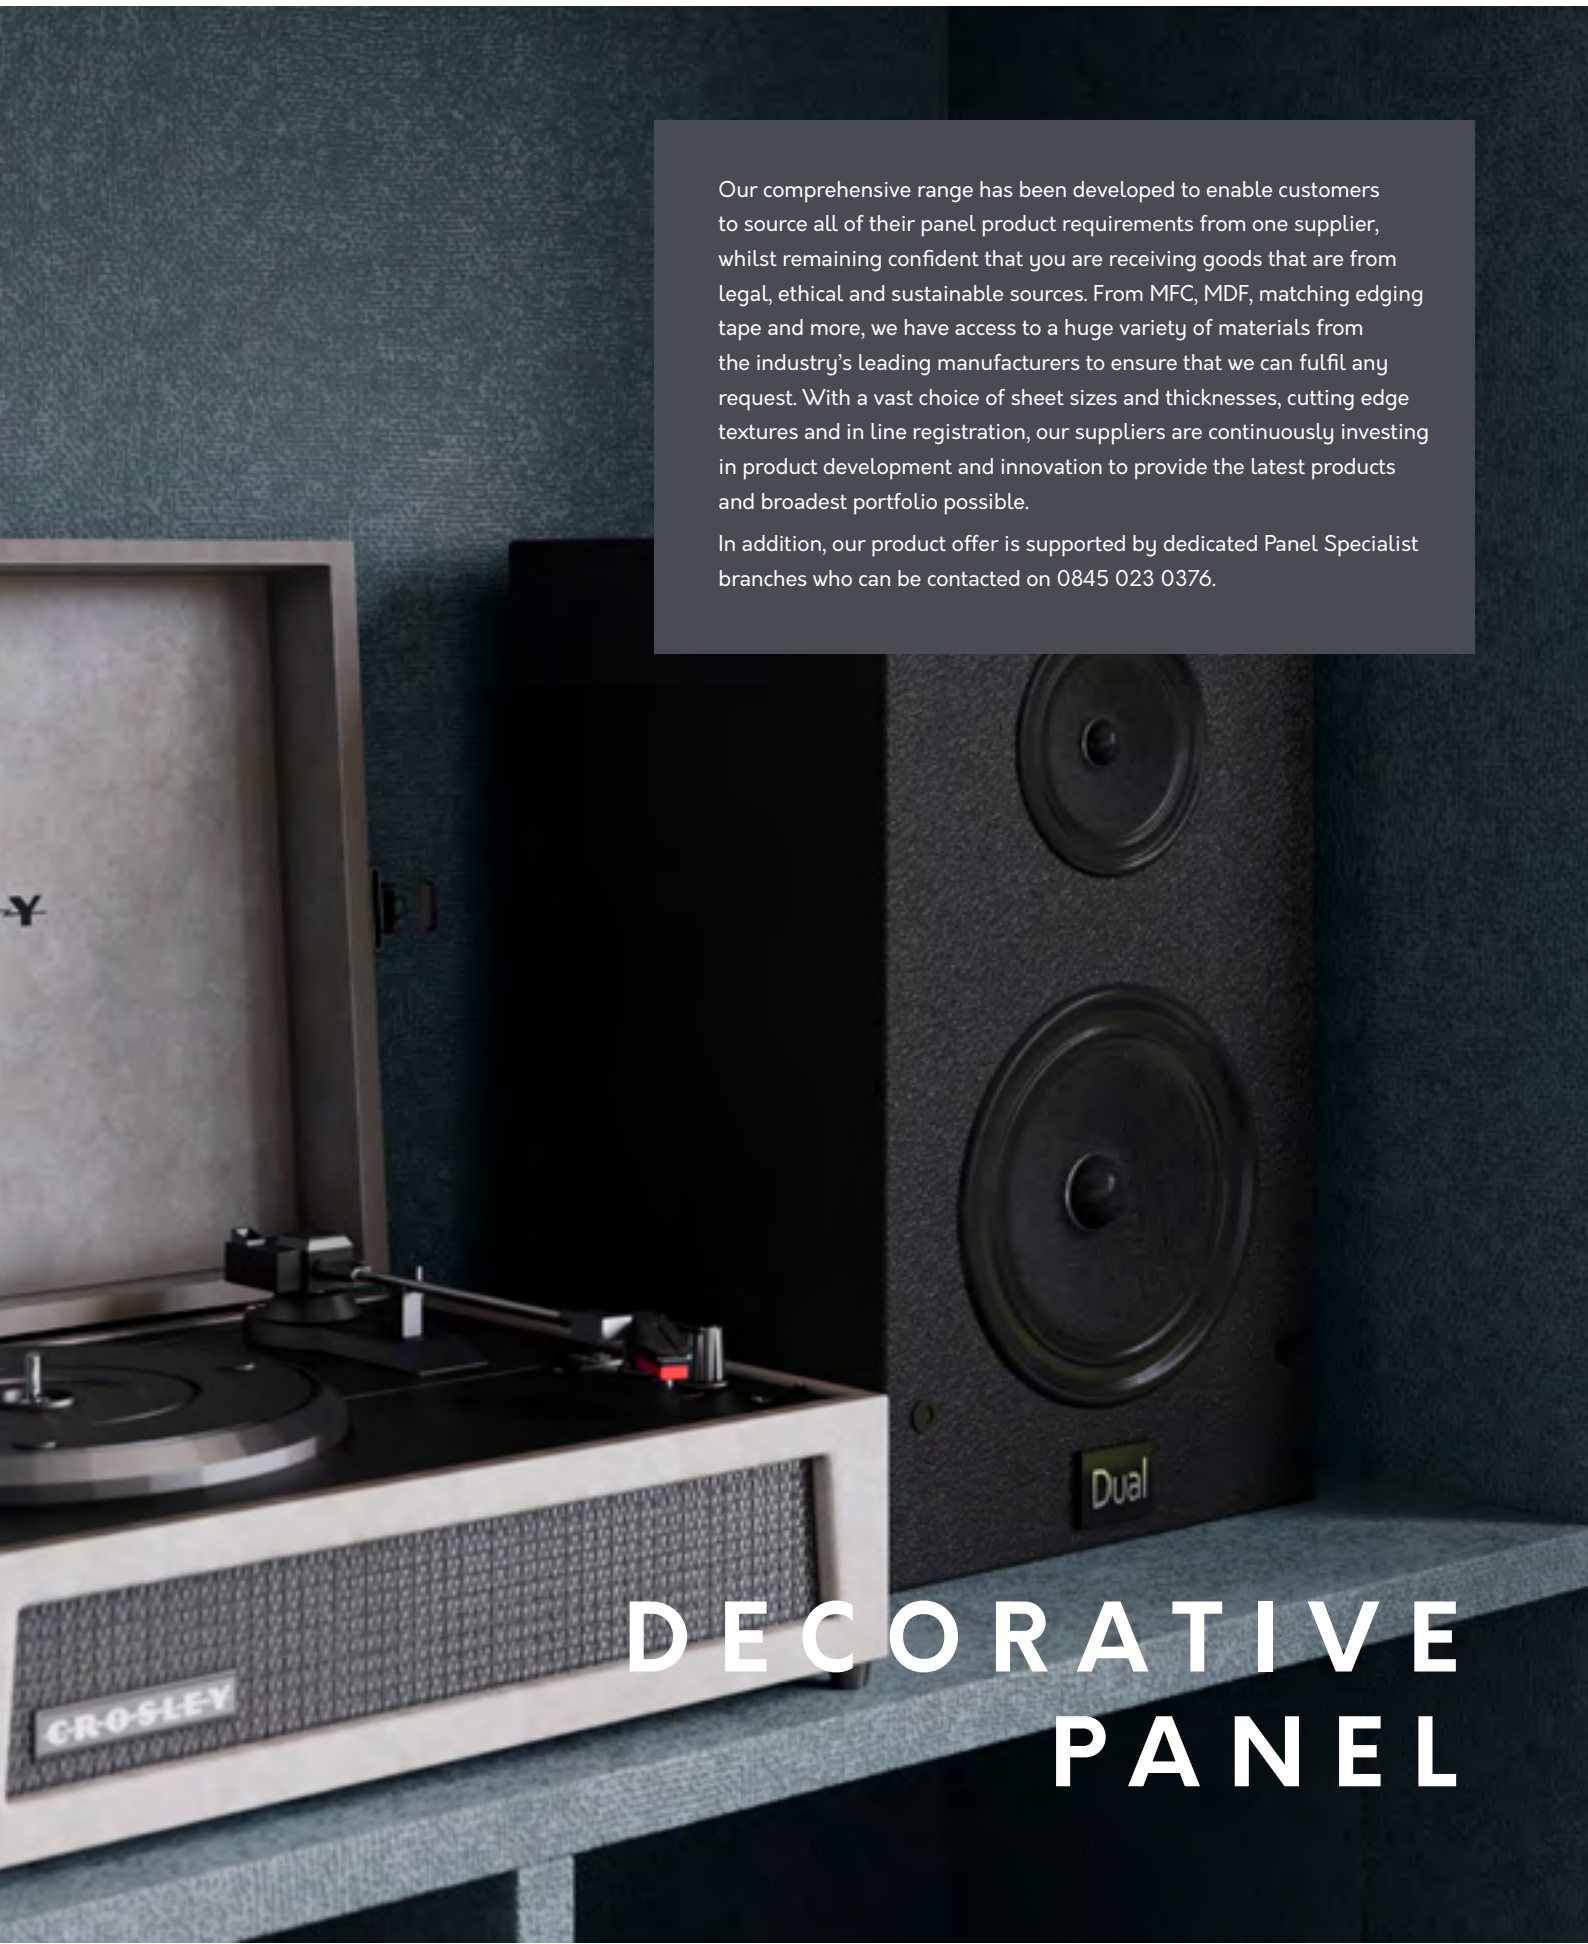 Our comprehensive range has been developed to enable customers
to source all of their panel product requirements from one supplier,
whilst remaining confident that you are receiving goods that are from
legal, ethical and sustainable sources. From MFC, MDF, matching edging
tape and more, we have access to a huge variety of materials from
the industry’s leading manufacturers to ensure that we can fulfil any
request. With a vast choice of sheet sizes and thicknesses, cutting edge
textures and in line registration, our suppliers are continuously investing
in product development and innovation to provide the latest products
and broadest portfolio possible.
In addition, our product offer is supported by dedicated Panel Specialist
branches who can be contacted on 0845 023 0376.
Y
Dual
CROSLEY
DECORATIVE
PANEL